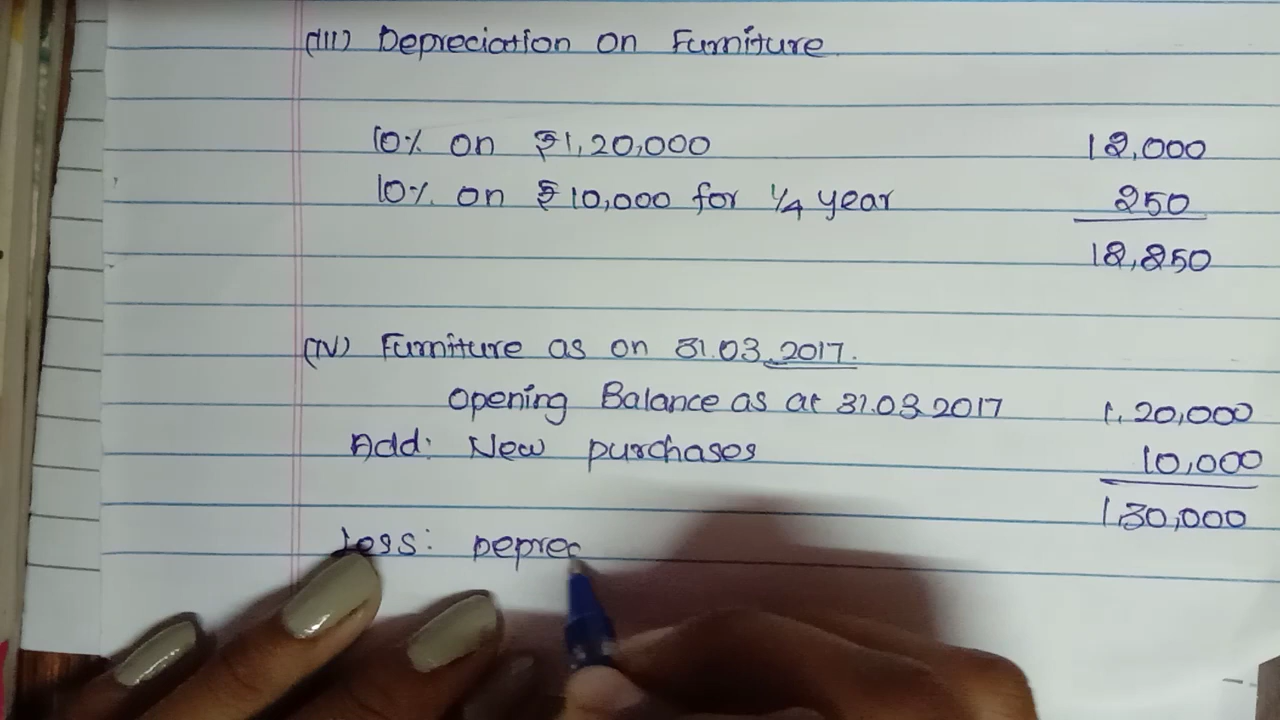 (III) Depreciation on Furniture
10% on ₹1,20,000 12,000
10% on ₹10,000 for 1/4 year 250
12,250
(IV) Furniture as on 31.03.2017.
Opening Balance as at 31.03.2017 1,20,000
Add: New purchases 10,000
1,30,000
Less: Deprec